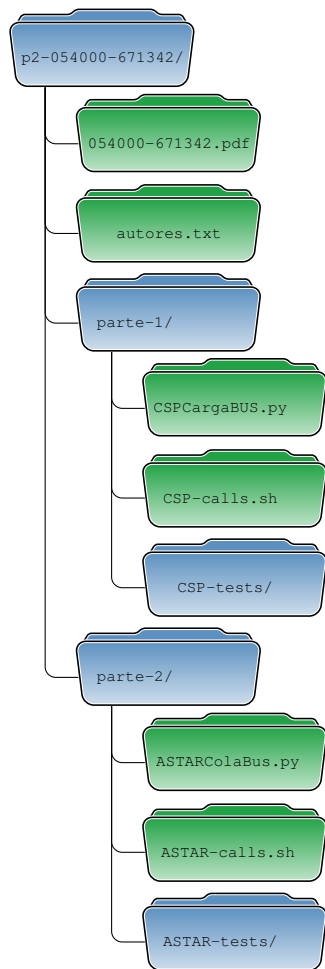 p2-054000-671342/
054000-671342.pdf
autores.txt
parte-1/
CSPCargaBUS.py
CSP-calls.sh
CSP-tests/
parte-2/
ASTARColaBus.py
ASTAR-calls.sh
ASTAR-tests/